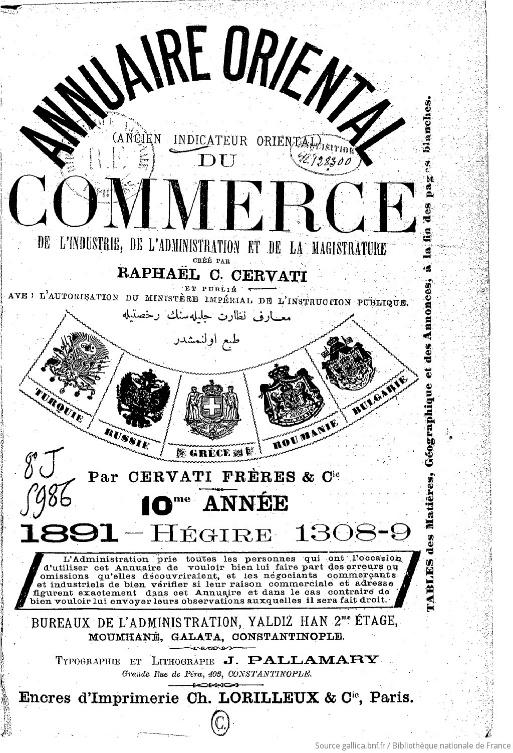 ANNUAIRE ORIENTAL
(ANCIEN INDICATEUR ORIENTAL)
DU
COMMERCE
DE L'INDUSTRIE, DE L'ADMINISTRATION ET DE LA MAGISTRATURE
CRÉÉ PAR
RAPHAËL C. CERVATI
ET PUBLIÉ
AVEC L'AUTORISATION DU MINISTÈRE IMPÉRIAL DE L'INSTRUCTION PUBLIQUE.
معارف نظارت جليله سنك رخصتيله
طبع اولنمشدر
TURQUIE
RUSSIE
GRÈCE
ROUMANIE
BULGARIE
8º J
5986
Par CERVATI FRÈRES & Cie
10me ANNÉE
1891 – HÉGIRE 1308-9
L'Administration prie toutes les personnes qui ont l'occasion
d'utiliser cet Annuaire de vouloir bien lui faire part des erreurs ou
omissions qu'elles découvriraient, et les négociants commerçants
et industriels de bien vérifier si leur raison commerciale et adresse
figurent exactement dans cet Annuaire et dans le cas contraire de
bien vouloir lui envoyer leurs observations auxquelles il sera fait droit.
BUREAUX DE L'ADMINISTRATION, YALDIZ HAN 2me ÉTAGE,
MOUMHANÉ, GALATA, CONSTANTINOPLE.
TYPOGRAPHIE ET LITHOGRAPIE J. PALLAMARY
Grande Rue de Péra, 408, CONSTANTINOPLE.
Encres d'Imprimerie Ch. LORILLEUX & Cie, Paris.
C
TABLES des Matières, Géographique et des Annonces, à la fin des pages blanches.
Source gallica.bnf.fr / Bibliothèque nationale de France